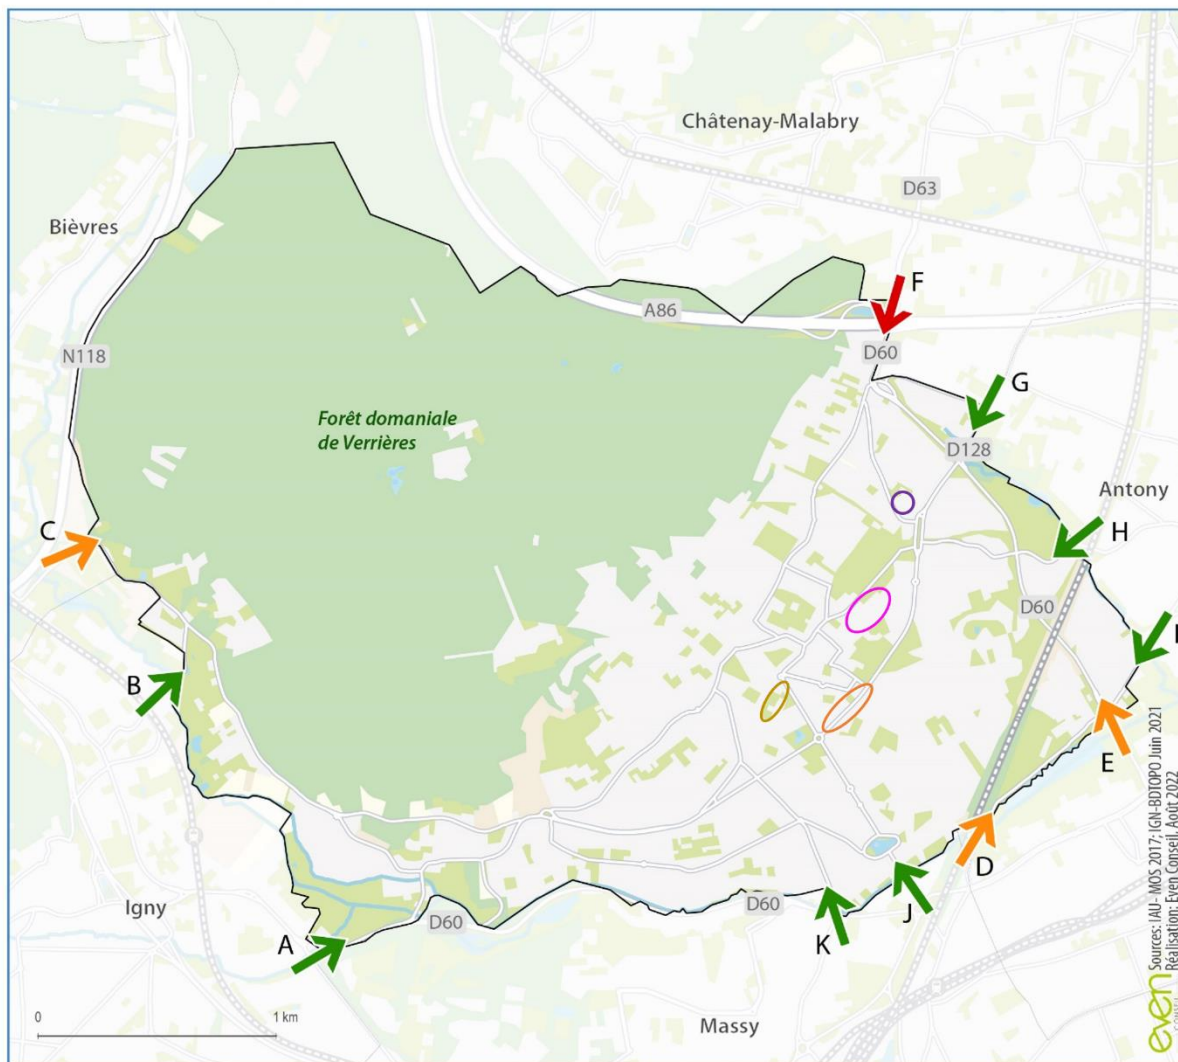 Châtenay-Malabry
D63
Bièvres
F
A86
N118
D60
G
Forêt domaniale
de Verrières
D128
Antony
C
H
D60
B
I
E
D
Igny
D60
D60
J
A
K
0
1 km
Massy
even
CONSEIL
Sources: IAU- MOS 2017; IGN-BDTOPO Juin 2021
Réalisation: Even Conseil, Août 2022